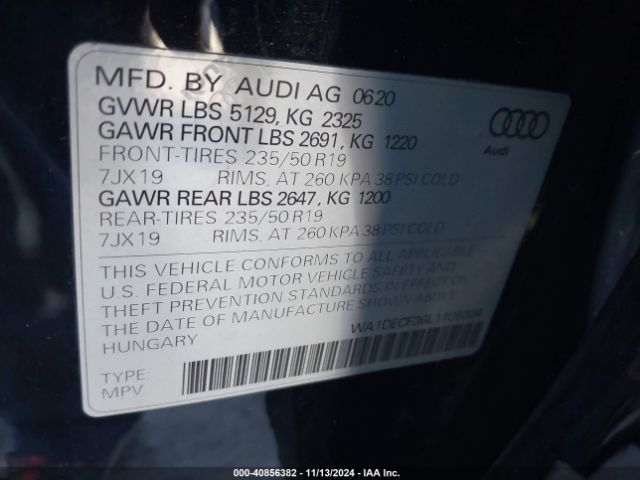 MFD. BY AUDI AG 0620
GVWR LBS 5129, KG 2325
GAWR FRONT LBS 2691, KG 1220
FRONT-TIRES 235/50 R19
7JX19 RIMS, AT 260 KPA 38 PSI COLD
GAWR REAR LBS 2647, KG 1200
REAR-TIRES 235/50 R19
7JX19 RIMS, AT 260 KPA 38 PSI COLD
Audi
THIS VEHICLE CONFORMS TO ALL APPLICABLE
U.S. FEDERAL MOTOR VEHICLE SAFETY AND
THEFT PREVENTION STANDARDS IN EFFECT ON
THE DATE OF MANUFACTURE SHOWN ABOVE.
HUNGARY
TYPE:
MPV
000-40856382 - 11/13/2024 - IAA Inc.